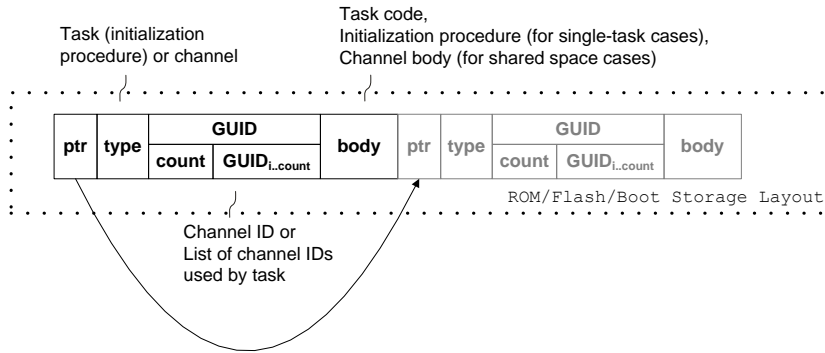 Task (initialization
procedure) or channel
Task code,
Initialization procedure (for single-task cases),
Channel body (for shared space cases)
ptr type GUID body ptr type GUID body
count GUIDi..count count GUIDi..count
ROM/Flash/Boot Storage Layout
Channel ID or
List of channel IDs
used by task